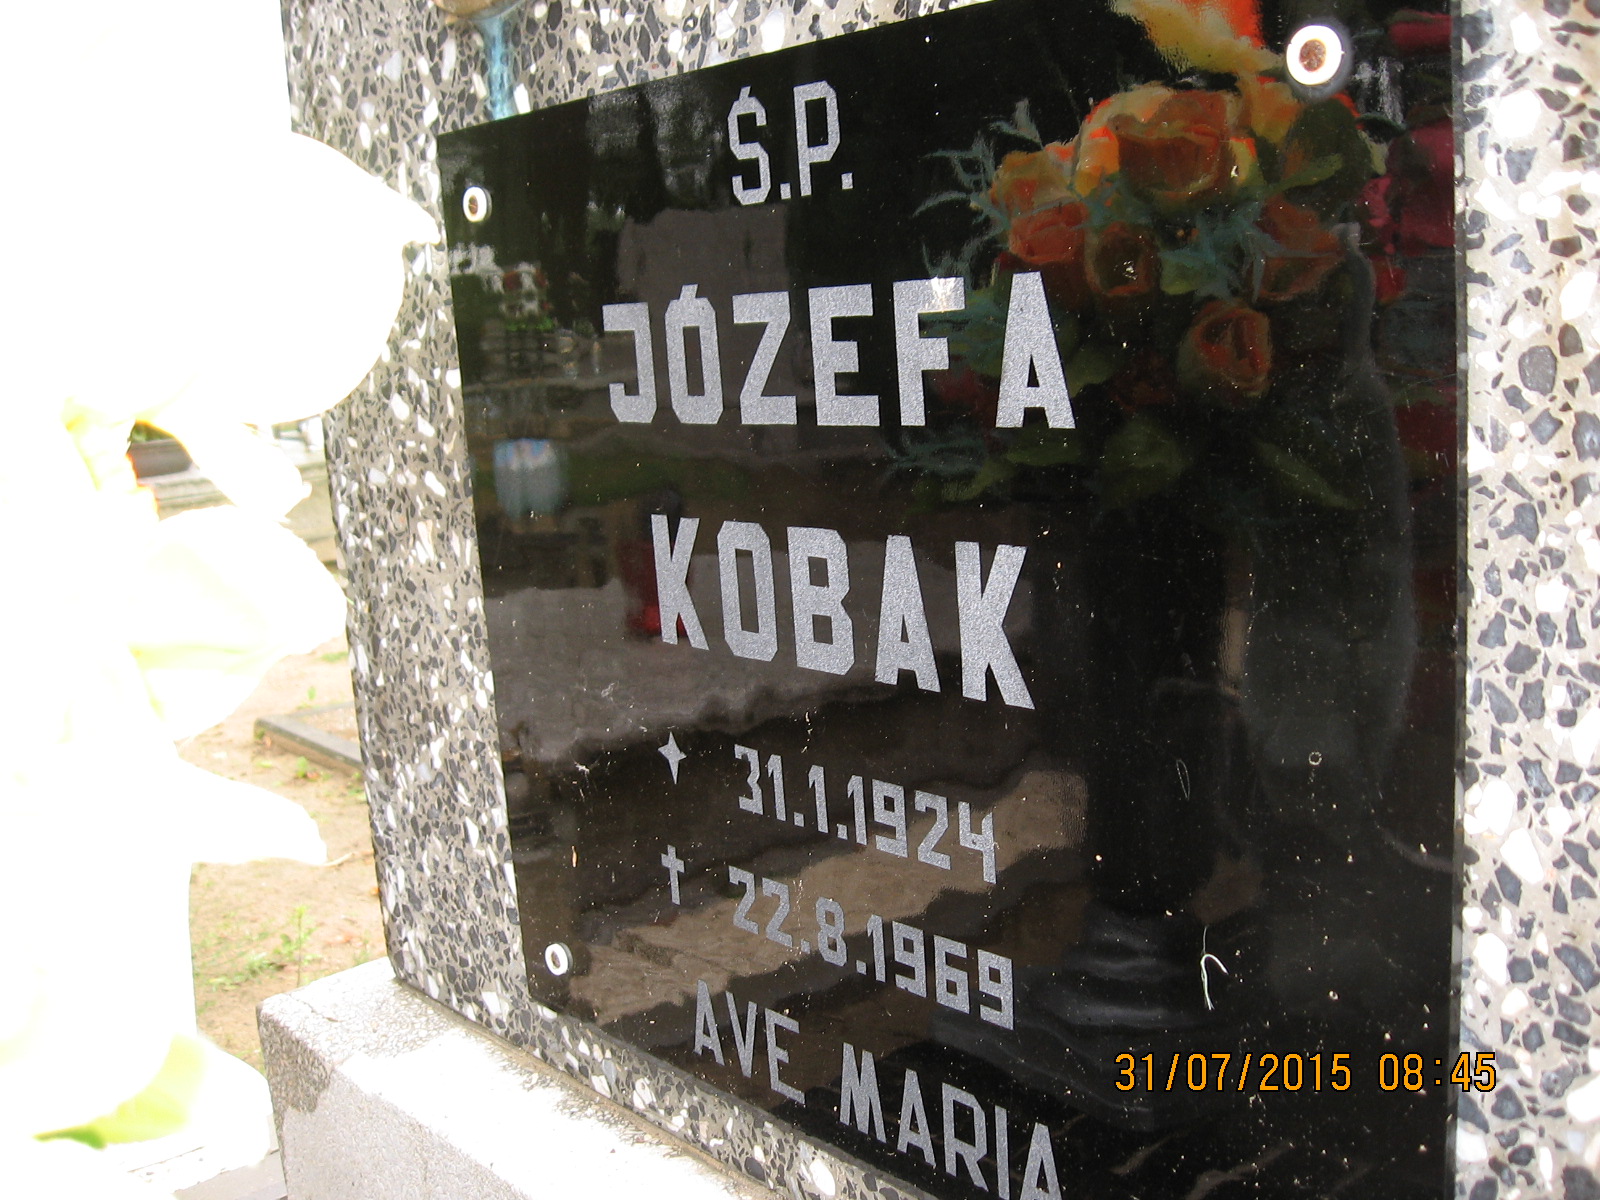 Ś.P.
JÓZEFA
KOBAK
✦ 31.1.1924
✝ 22.8.1969
AVE MARIA
31/07/2015 08:45